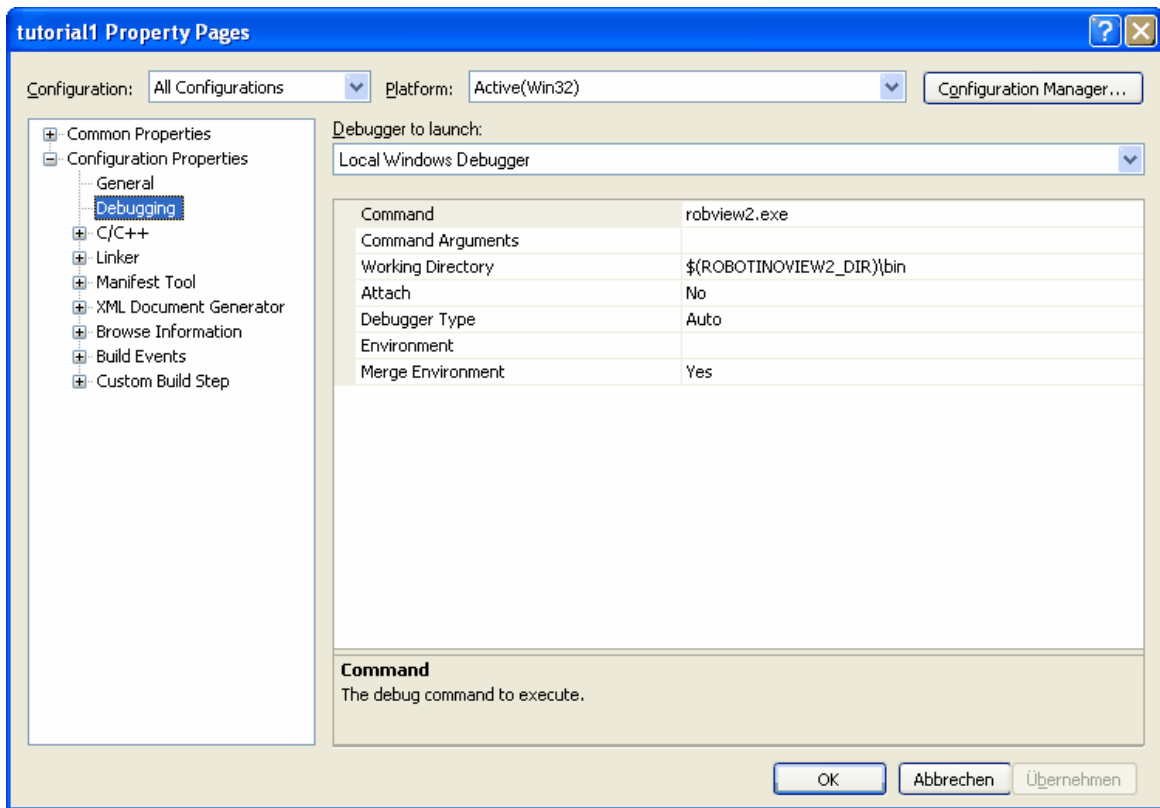 tutorial1 Property Pages
Configuration: All Configurations Platform: Active(Win32) Configuration Manager...
Common Properties
Configuration Properties
General
Debugging
C/C++
Linker
Manifest Tool
XML Document Generator
Browse Information
Build Events
Custom Build Step
Debugger to launch:
Local Windows Debugger
Command robview2.exe
Command Arguments
Working Directory $(ROBOTINOVIEW2_DIR)\bin
Attach No
Debugger Type Auto
Environment
Merge Environment Yes
Command
The debug command to execute.
OK Abbrechen Übernehmen